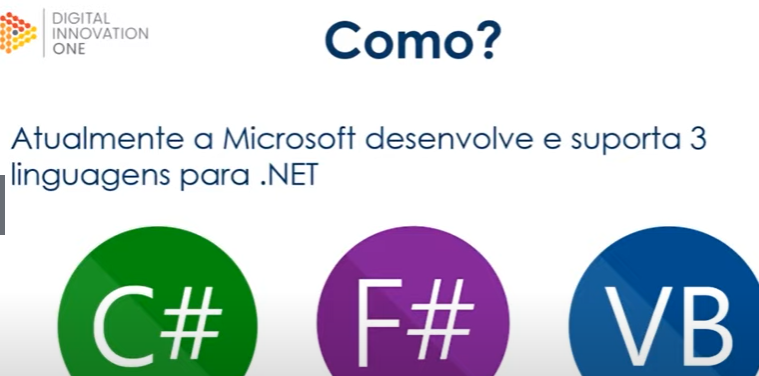 DIGITAL
INNOVATION
ONE
Como?
Atualmente a Microsoft desenvolve e suporta 3
linguagens para .NET
C# F# VB